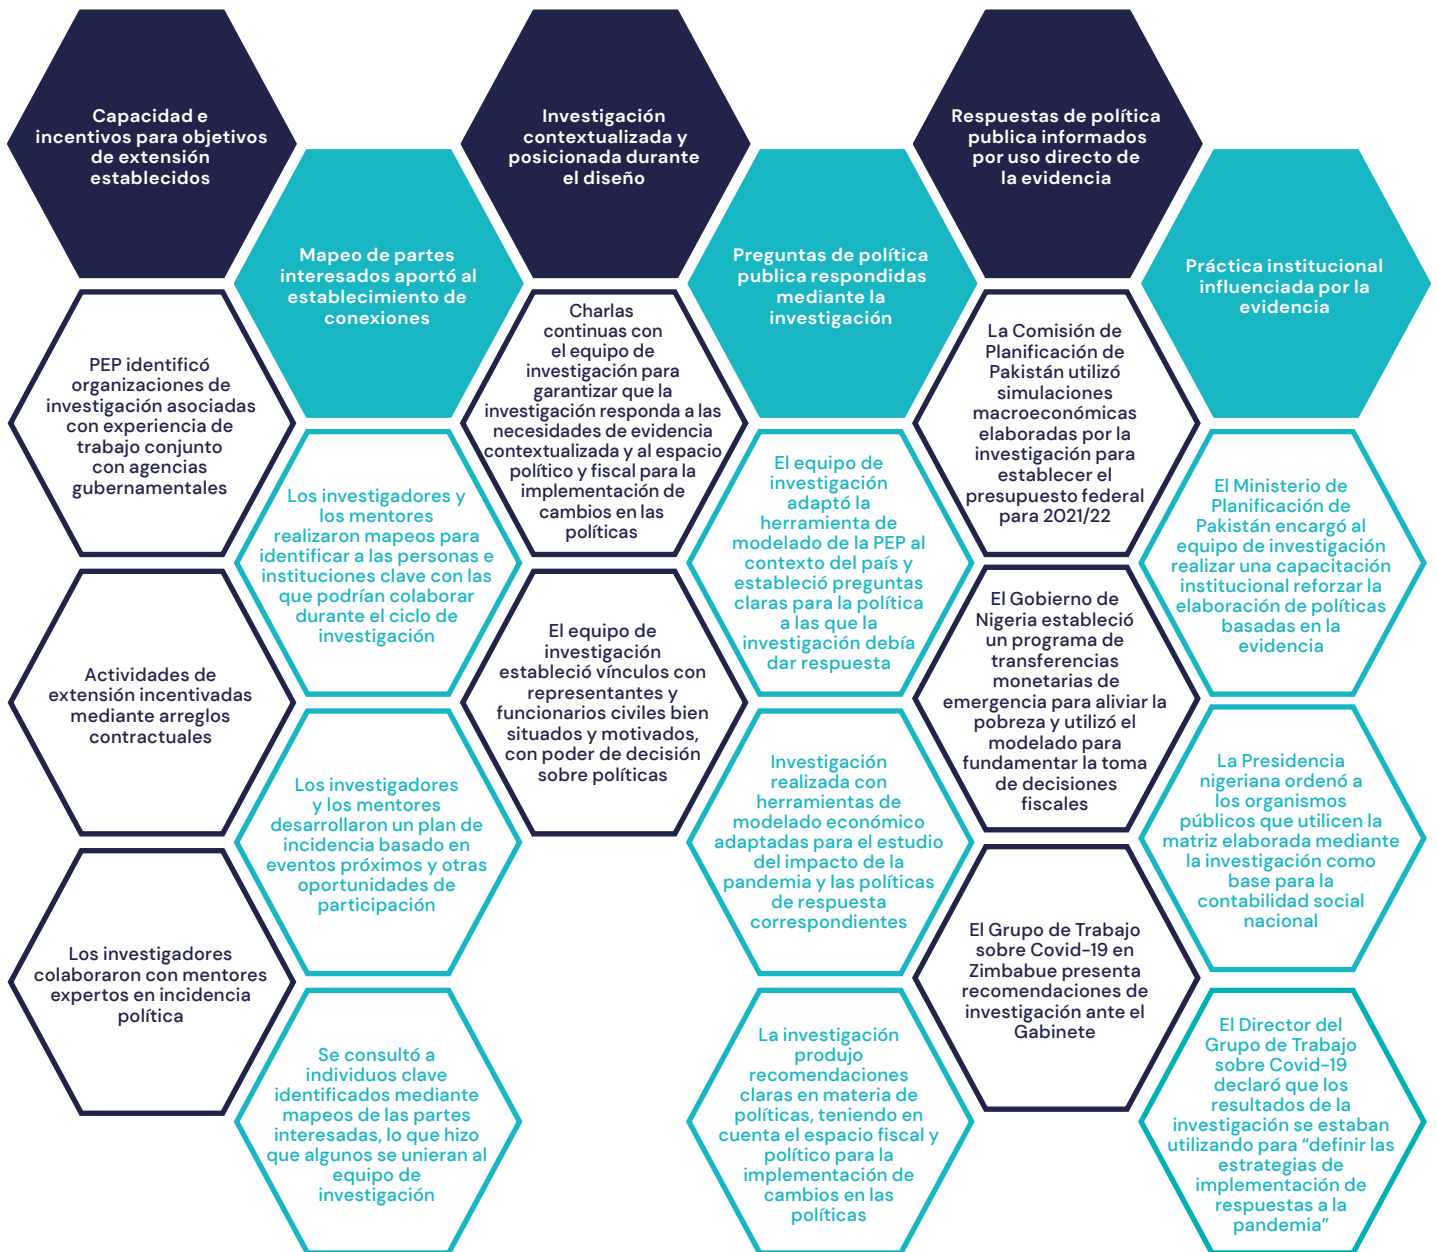 Capacidad e
incentivos para objetivos
de extensión
establecidos
PEP identificó
organizaciones de
investigación asociadas
con experiencia de
trabajo conjunto
con agencias
gubernamentales
Actividades de
extensión incentivadas
mediante arreglos
contractuales
Los investigadores
colaboraron con mentores
expertos en incidencia
política
Mapeo de partes
interesados aportó al
establecimiento de
conexiones
Los investigadores y
los mentores
realizaron mapeos para
identificar a las personas e
instituciones clave con las
que podrían colaborar
durante el ciclo de
investigación
Los investigadores
y los mentores
desarrollaron un plan de
incidencia basado en
eventos próximos y otras
oportunidades de
participación
Se consultó a
individuos clave
identificados mediante
mapeos de las partes
interesadas, lo que hizo
que algunos se unieran al
equipo de
investigación
Investigación
contextualizada y
posicionada durante
el diseño
Charlas
continuas con
el equipo de
investigación para
garantizar que la
investigación responda a las
necesidades de evidencia
contextualizada y al espacio
político y fiscal para la
implementación de
cambios en las
políticas
El equipo de
investigación
estableció vínculos con
representantes y
funcionarios civiles bien
situados y motivados,
con poder de decisión
sobre políticas
Preguntas de política
publica respondidas
mediante la
investigación
El equipo de
investigación
adaptó la
herramienta de
modelado de la PEP al
contexto del país y
estableció preguntas
claras para la política
a las que la
investigación debía
dar respuesta
Investigación
realizada con
herramientas de
modelado económico
adaptadas para el estudio
del impacto de la
pandemia y las políticas
de respuesta
correspondientes
La investigación
produjo
recomendaciones
claras en materia de
políticas, teniendo en
cuenta el espacio fiscal y
político para la
implementación de
cambios en las
políticas
Respuestas de política
publica informados
por uso directo de
la evidencia
La Comisión de
Planificación de
Pakistán utilizó
simulaciones
macroeconómicas
elaboradas por la
investigación para
establecer el
presupuesto federal
para 2021/22
El Gobierno de
Nigeria estableció
un programa de
transferencias
monetarias de
emergencia para aliviar la
pobreza y utilizó el
modelado para
fundamentar la toma
de decisiones
fiscales
El Grupo de Trabajo
sobre Covid-19 en
Zimbabue presenta
recomendaciones de
investigación ante el
Gabinete
Práctica institucional
influenciada por la
evidencia
El Ministerio de
Planificación de
Pakistán encargó al
equipo de investigación
realizar una capacitación
institucional reforzar la
elaboración de políticas
basadas en la
evidencia
La Presidencia
nigeriana ordenó a
los organismos
públicos que utilicen la
matriz elaborada mediante
la investigación como
base para la
contabilidad social
nacional
El Director del
Grupo de Trabajo
sobre Covid-19
declaró que los
resultados de la
investigación se estaban
utilizando para “definir las
estrategias de
implementación de
respuestas a la
pandemia”